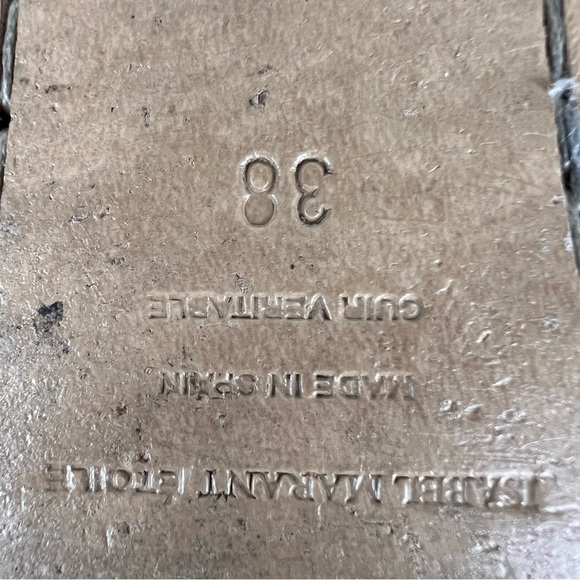 ISABEL MARANT ETOILE
MADE IN SPAIN
CUIR VERITABLE
38